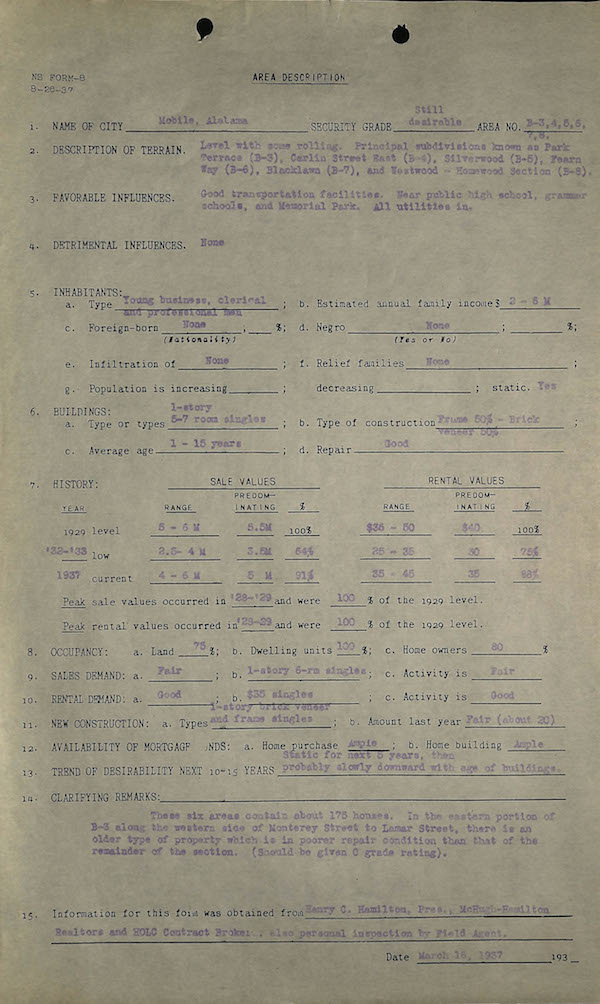 NS FORM-8
8-26-37
AREA DESCRIPTION
Still
1. NAME OF CITY Mobile, Alabama SECURITY GRADE desirable AREA NO. B-3,4,5,6,
7,8.
2. DESCRIPTION OF TERRAIN. Level with some rolling. Principal subdivisions known as Park
Terrace (B-3), Carlin Street East (B-4), Silverwood (B-5), Fearn
Way (B-6), Blacklawn (B-7), and Westwood - Homewood Section (B-8).
3. FAVORABLE INFLUENCES. Good transportation facilities. Near public high school, grammer
schools, and Memorial Park. All utilities in.
4. DETRIMENTAL INFLUENCES. None
5. INHABITANTS:
a. Type Young business, clerical ; b. Estimated annual family income $ 2 - 6 M
and professional men
c. Foreign-born None ; %; d. Negro None ; %;
(Nationality) (Yes or No)
e. Infiltration of None ; f. Relief families None ;
g. Population is increasing ; decreasing ; static. Yes
6. BUILDINGS: 1-story
a. Type or types 5-7 room singles ; b. Type of construction Frame 50% - Brick ;
veneer 50%
c. Average age 1 - 15 years ; d. Repair Good
7. HISTORY: SALE VALUES RENTAL VALUES
PREDOM- PREDOM-
YEAR RANGE INATING % RANGE INATING %
1929 level 5 - 6 M 5.5M 100% $35 - 50 $40 100%
'32-'33 low 2.5- 4 M 3.5M 64% 25 - 35 30 75%
1937 current 4 - 6 M 5 M 91% 35 - 45 35 88%
Peak sale values occurred in '28-'29 and were 100 % of the 1929 level.
Peak rental values occurred in '28-'29 and were 100 % of the 1929 level.
8. OCCUPANCY: a. Land 75 %; b. Dwelling units 100 %; c. Home owners 80 %
9. SALES DEMAND: a. Fair ; b. 1-story 6-rm singles ; c. Activity is Fair
10. RENTAL DEMAND: a. Good ; b. $35 singles ; c. Activity is Good
1-story brick veneer
11. NEW CONSTRUCTION: a. Types and frame singles ; b. Amount last year Fair (about 20)
12. AVAILABILITY OF MORTGAGE NDS: a. Home purchase Ample ; b. Home building Ample
Static for next 5 years, then
13. TREND OF DESIRABILITY NEXT 10-15 YEARS probably slowly downward with age of buildings.
14. CLARIFYING REMARKS:
These six areas contain about 175 houses. In the eastern portion of
B-3 along the western side of Monterey Street to Lamar Street, there is an
older type of property which is in poorer repair condition than that of the
remainder of the section. (Should be given C grade rating).
15. Information for this form was obtained from Henry C. Hamilton, Pres., McHugh-Hamilton
Realtors and HOLC Contract Broker., also personal inspection by Field Agent.
Date March 16, 1937 193